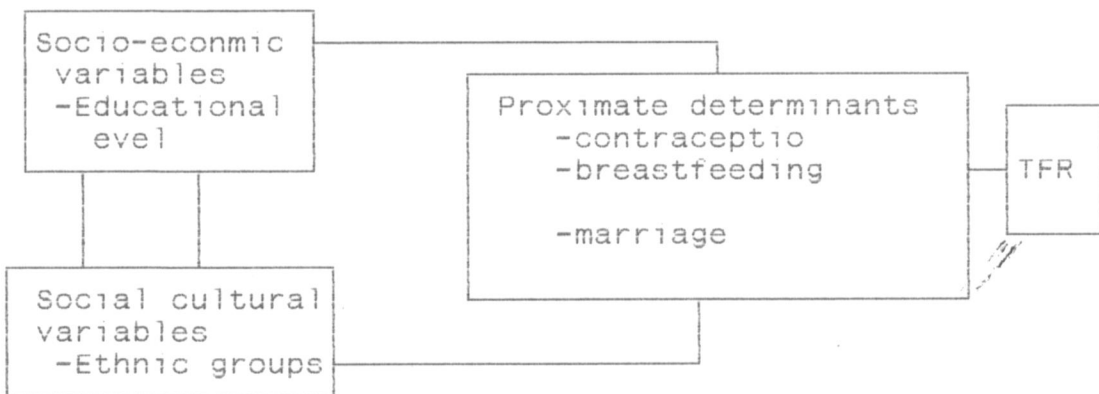 Socio-econmic
variables
-Educational
evel
Proximate determinants
-contraceptio
-breastfeeding
-marriage
TFR
Social cultural
variables
-Ethnic groups